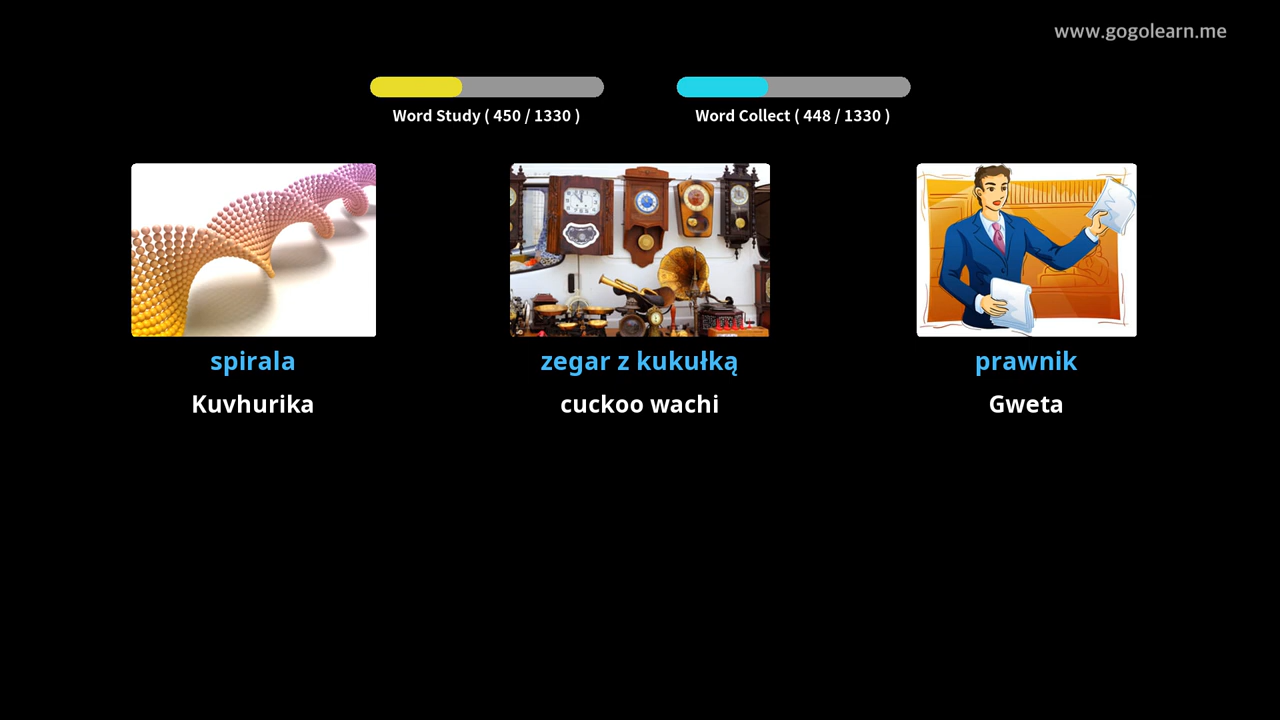 www.gogolearn.me
Word Study ( 450 / 1330 )
Word Collect ( 448 / 1330 )
spirala
zegar z kukułką
prawnik
Kuvhurika
cuckoo wachi
Gweta